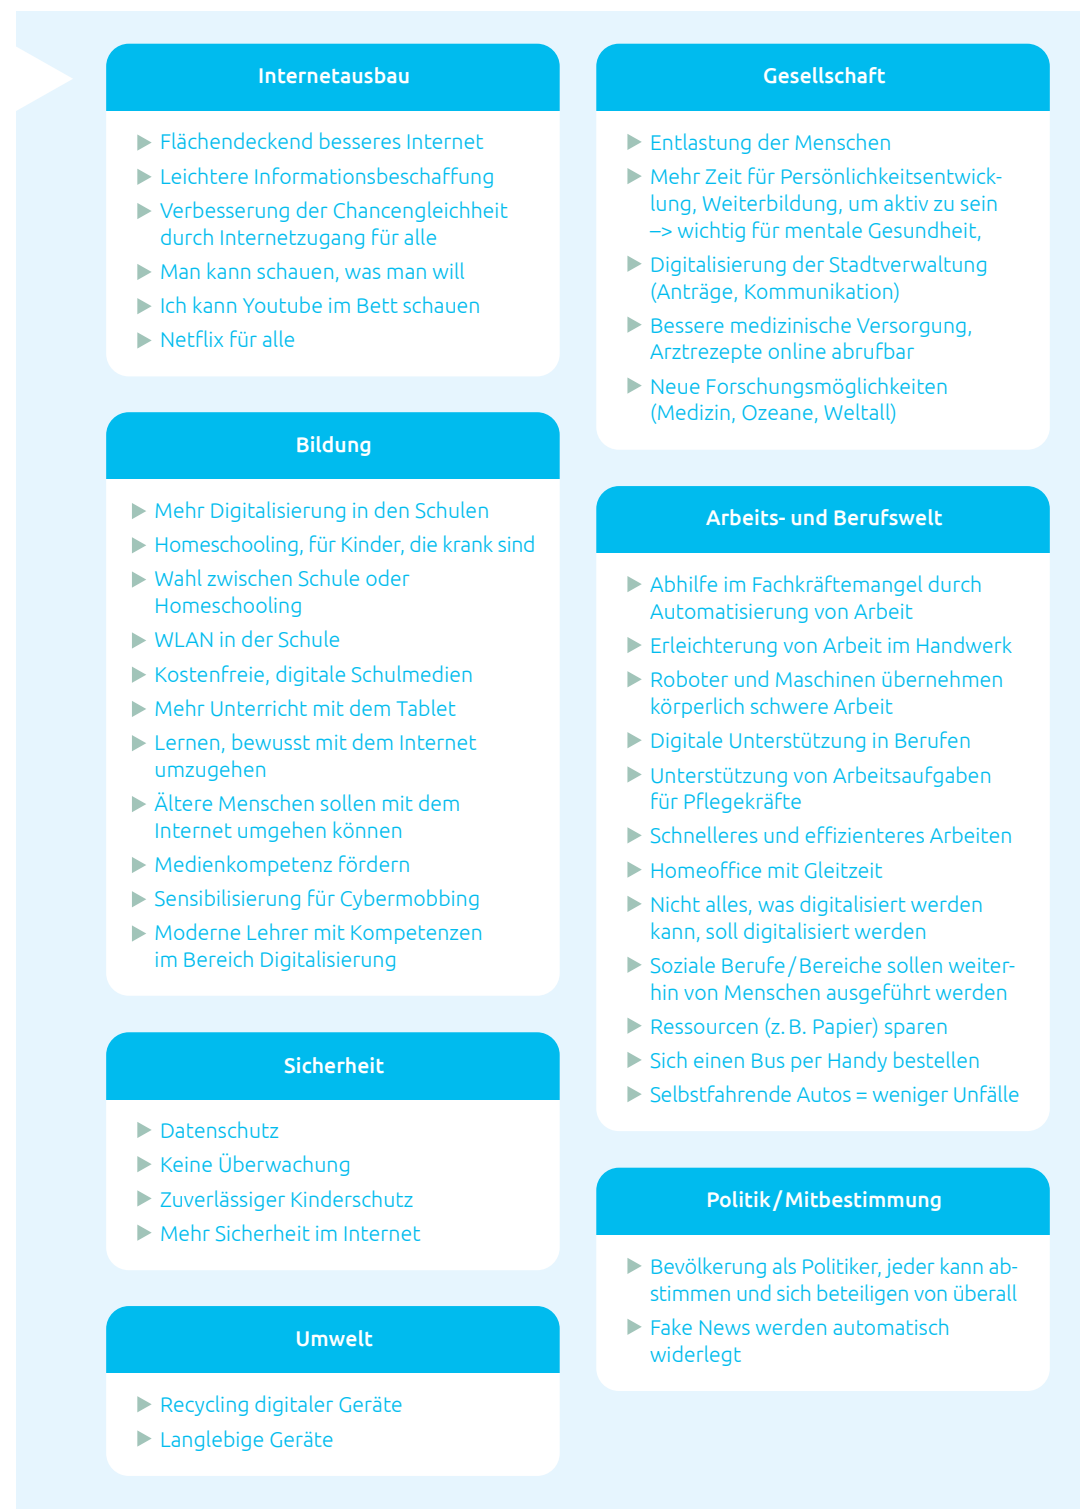 Internetausbau
▶ Flächendeckend besseres Internet
▶ Leichtere Informationsbeschaffung
▶ Verbesserung der Chancengleichheit
durch Internetzugang für alle
▶ Man kann schauen, was man will
▶ Ich kann Youtube im Bett schauen
▶ Netflix für alle
Bildung
▶ Mehr Digitalisierung in den Schulen
▶ Homeschooling, für Kinder, die krank sind
▶ Wahl zwischen Schule oder
Homeschooling
▶ WLAN in der Schule
▶ Kostenfreie, digitale Schulmedien
▶ Mehr Unterricht mit dem Tablet
▶ Lernen, bewusst mit dem Internet
umzugehen
▶ Ältere Menschen sollen mit dem
Internet umgehen können
▶ Medienkompetenz fördern
▶ Sensibilisierung für Cybermobbing
▶ Moderne Lehrer mit Kompetenzen
im Bereich Digitalisierung
Sicherheit
▶ Datenschutz
▶ Keine Überwachung
▶ Zuverlässiger Kinderschutz
▶ Mehr Sicherheit im Internet
Umwelt
▶ Recycling digitaler Geräte
▶ Langlebige Geräte
Gesellschaft
▶ Entlastung der Menschen
▶ Mehr Zeit für Persönlichkeitsentwick-
lung, Weiterbildung, um aktiv zu sein
–> wichtig für mentale Gesundheit,
▶ Digitalisierung der Stadtverwaltung
(Anträge, Kommunikation)
▶ Bessere medizinische Versorgung,
Arztrezepte online abrufbar
▶ Neue Forschungsmöglichkeiten
(Medizin, Ozeane, Weltall)
Arbeits- und Berufswelt
▶ Abhilfe im Fachkräftemangel durch
Automatisierung von Arbeit
▶ Erleichterung von Arbeit im Handwerk
▶ Roboter und Maschinen übernehmen
körperlich schwere Arbeit
▶ Digitale Unterstützung in Berufen
▶ Unterstützung von Arbeitsaufgaben
für Pflegekräfte
▶ Schnelleres und effizienteres Arbeiten
▶ Homeoffice mit Gleitzeit
▶ Nicht alles, was digitalisiert werden
kann, soll digitalisiert werden
▶ Soziale Berufe / Bereiche sollen weiter-
hin von Menschen ausgeführt werden
▶ Ressourcen (z. B. Papier) sparen
▶ Sich einen Bus per Handy bestellen
▶ Selbstfahrende Autos = weniger Unfälle
Politik / Mitbestimmung
▶ Bevölkerung als Politiker, jeder kann ab-
stimmen und sich beteiligen von überall
▶ Fake News werden automatisch
widerlegt